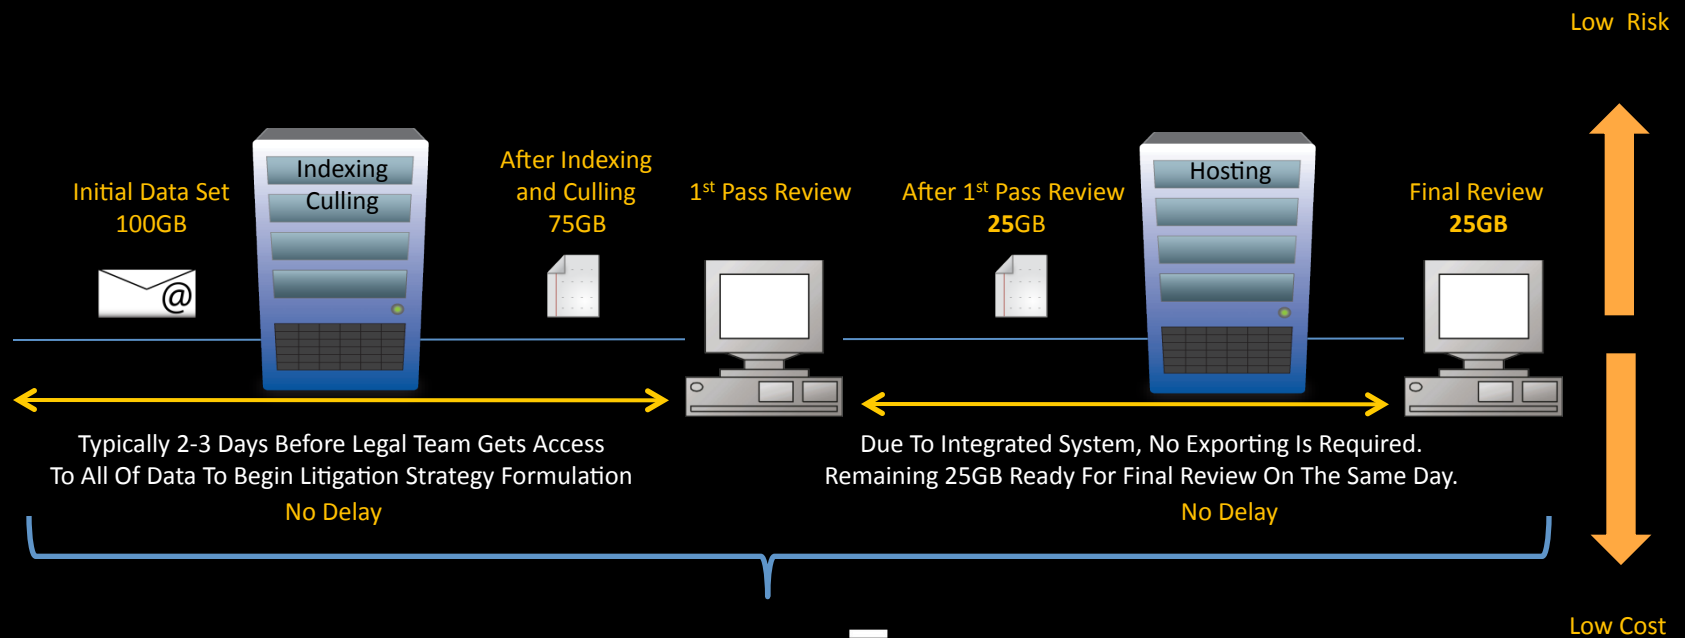 Low Risk
Initial Data Set
100GB
Indexing
Culling
After Indexing
and Culling
75GB
1st Pass Review
After 1st Pass Review
25GB
Hosting
Final Review
25GB
@
Typically 2-3 Days Before Legal Team Gets Access
To All Of Data To Begin Litigation Strategy Formulation
No Delay
Due To Integrated System, No Exporting Is Required.
Remaining 25GB Ready For Final Review On The Same Day.
No Delay
Low Cost